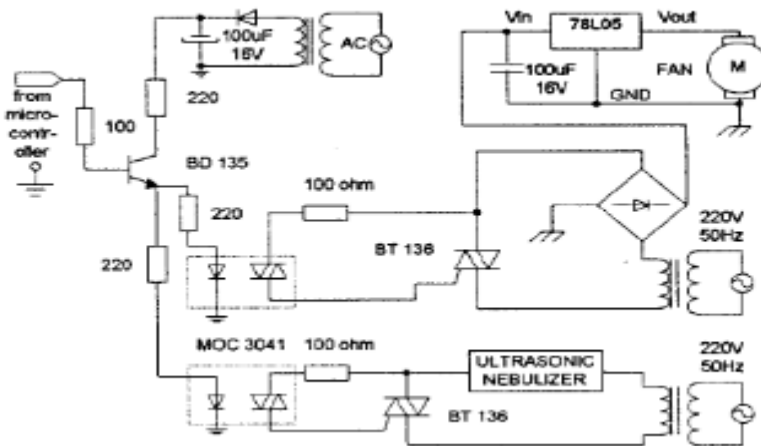 100uF
16V
AC
Vin
78L05
Vout
FAN
M
100uF
16V
GND
from
micro-
contr-
oller
100
220
BD 135
220
220
100 ohm
BT 136
220V
50Hz
MOC 3041
100 ohm
ULTRASONIC
NEBULIZER
BT 136
220V
50Hz